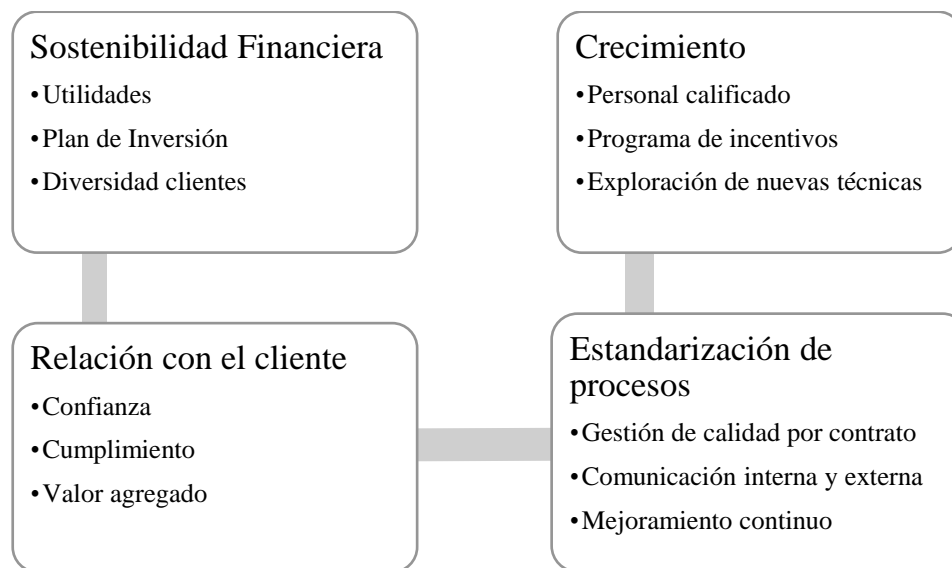 Sostenibilidad Financiera
•Utilidades
•Plan de Inversión
•Diversidad clientes
Relación con el cliente
•Confianza
•Cumplimiento
•Valor agregado
Estandarización de
procesos
•Gestión de calidad por contrato
•Comunicación interna y externa
•Mejoramiento continuo
Crecimiento
•Personal calificado
•Programa de incentivos
•Exploración de nuevas técnicas